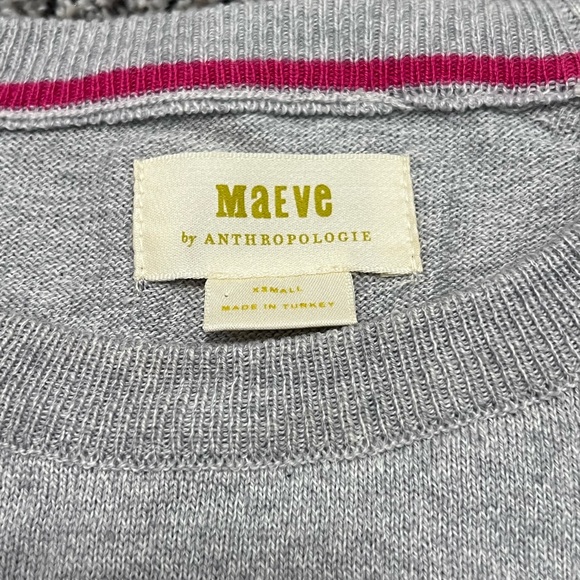 MaEVe
by ANTHROPOLOGIE
XSMALL
MADE IN TURKEY